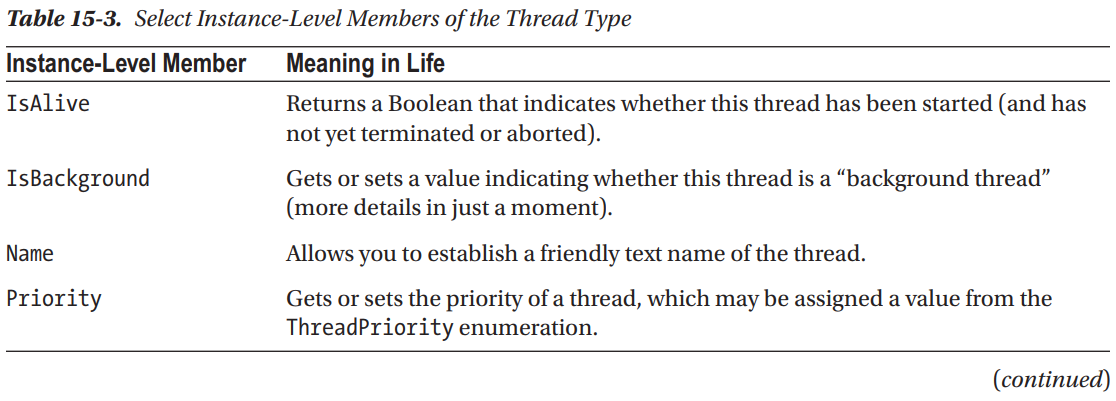 Table 15-3. Select Instance-Level Members of the Thread Type
Instance-Level Member Meaning in Life
IsAlive Returns a Boolean that indicates whether this thread has been started (and has
not yet terminated or aborted).
IsBackground Gets or sets a value indicating whether this thread is a “background thread”
(more details in just a moment).
Name Allows you to establish a friendly text name of the thread.
Priority Gets or sets the priority of a thread, which may be assigned a value from the
ThreadPriority enumeration.
(continued)